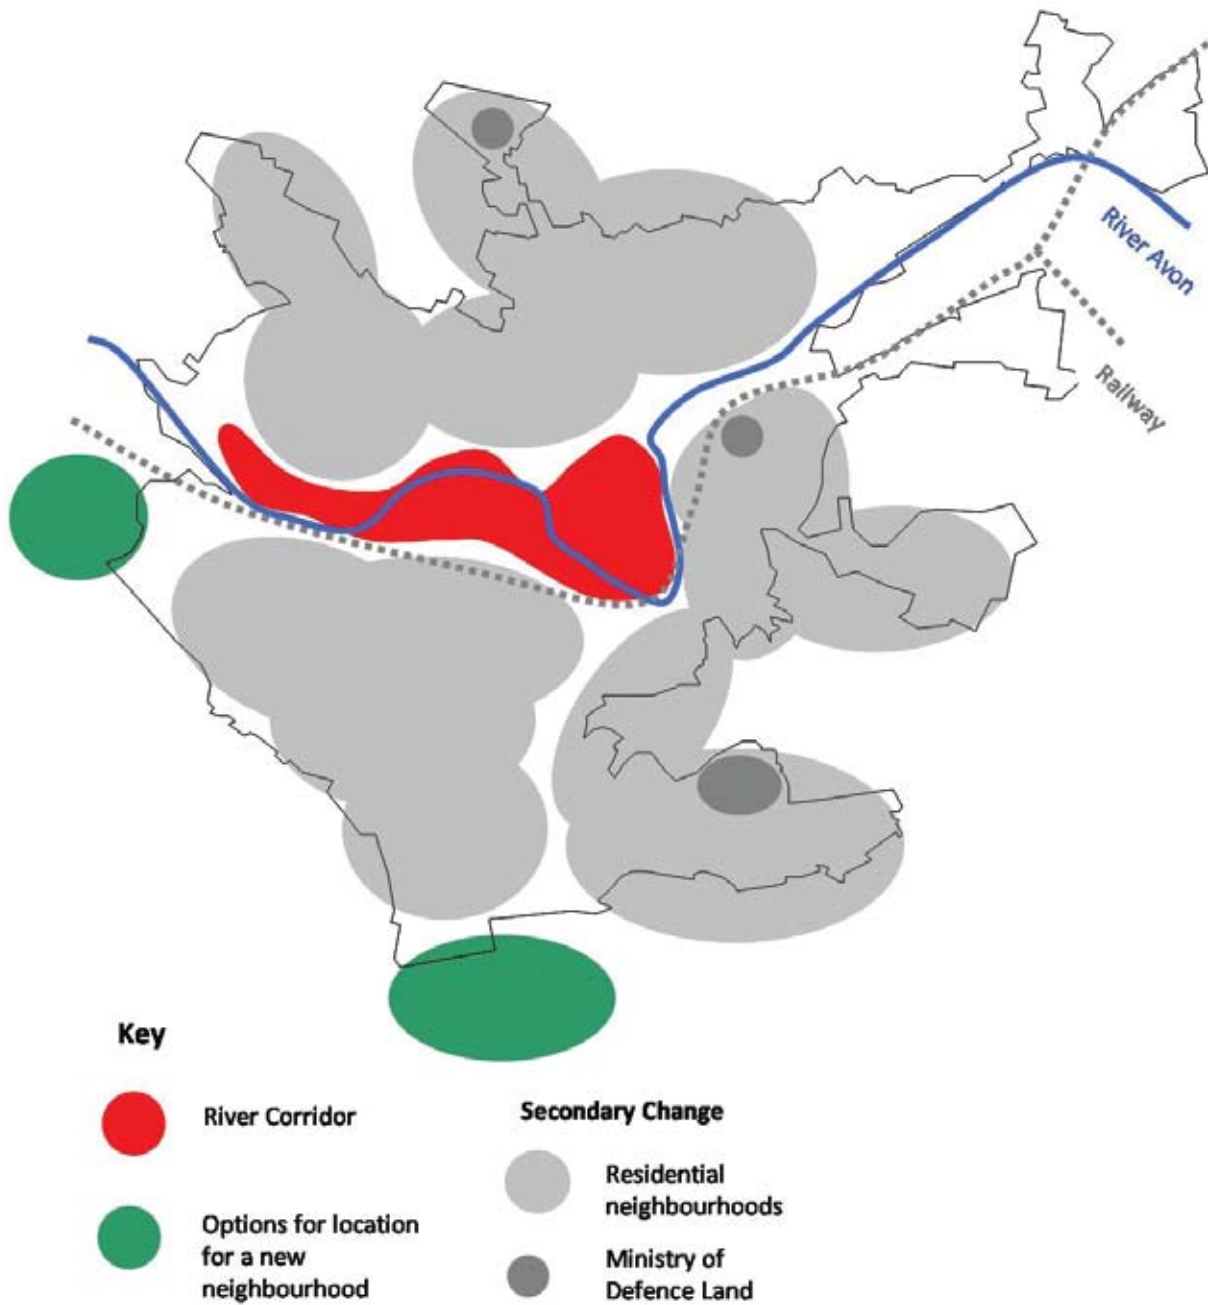 River Avon
Railway
Key
River Corridor
Options for location
for a new
neighbourhood
Secondary Change
Residential
neighbourhoods
Ministry of
Defence Land